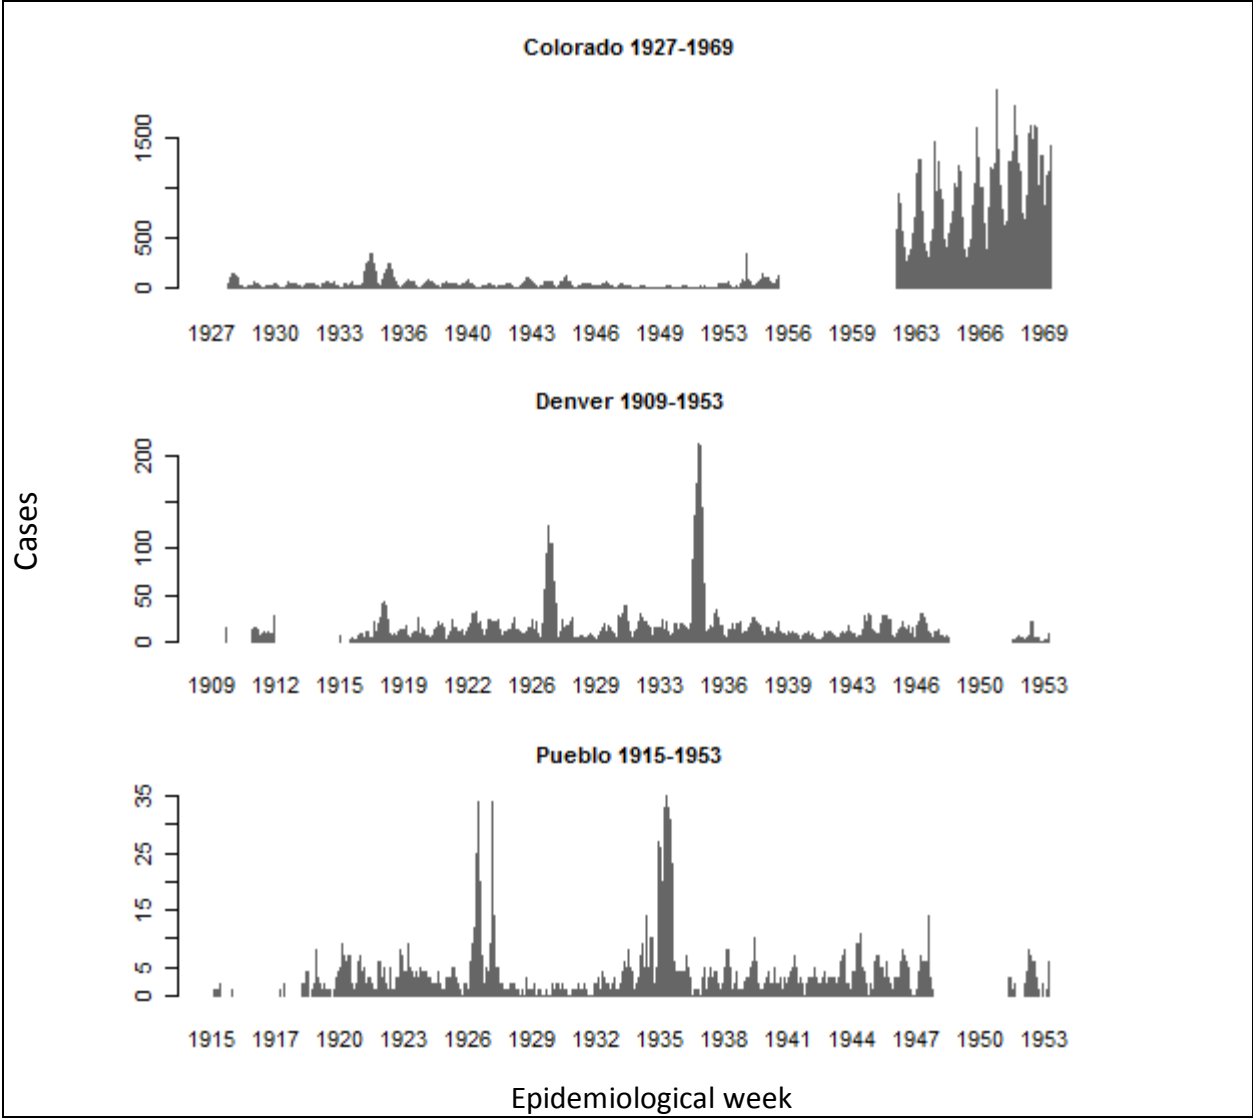 Colorado 1927-1969
1500
500
0
1927 1930 1933 1936 1940 1943 1946 1949 1953 1956 1959 1963 1966 1969
Denver 1909-1953
200
100
50
0
1909 1912 1915 1919 1922 1926 1929 1933 1936 1939 1943 1946 1950 1953
Cases
Pueblo 1915-1953
35
25
15
5
0
1915 1917 1920 1923 1926 1929 1932 1935 1938 1941 1944 1947 1950 1953
Epidemiological week